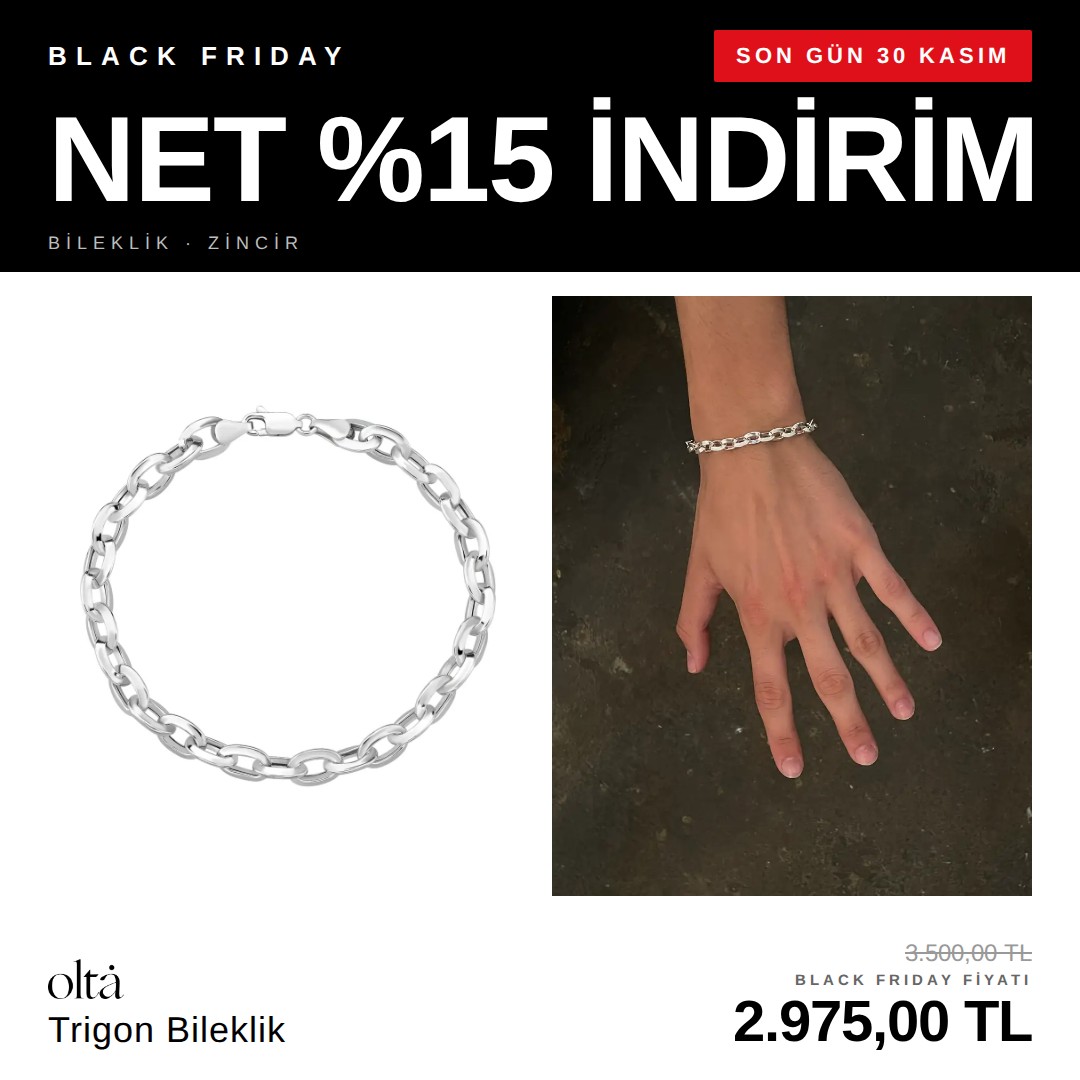 BLACK FRIDAY
SON GÜN 30 KASIM
NET %15 İNDİRİM
BİLEKLİK · ZİNCİR
olta
Trigon Bileklik
3.500,00 TL
BLACK FRIDAY FİYATI
2.975,00 TL